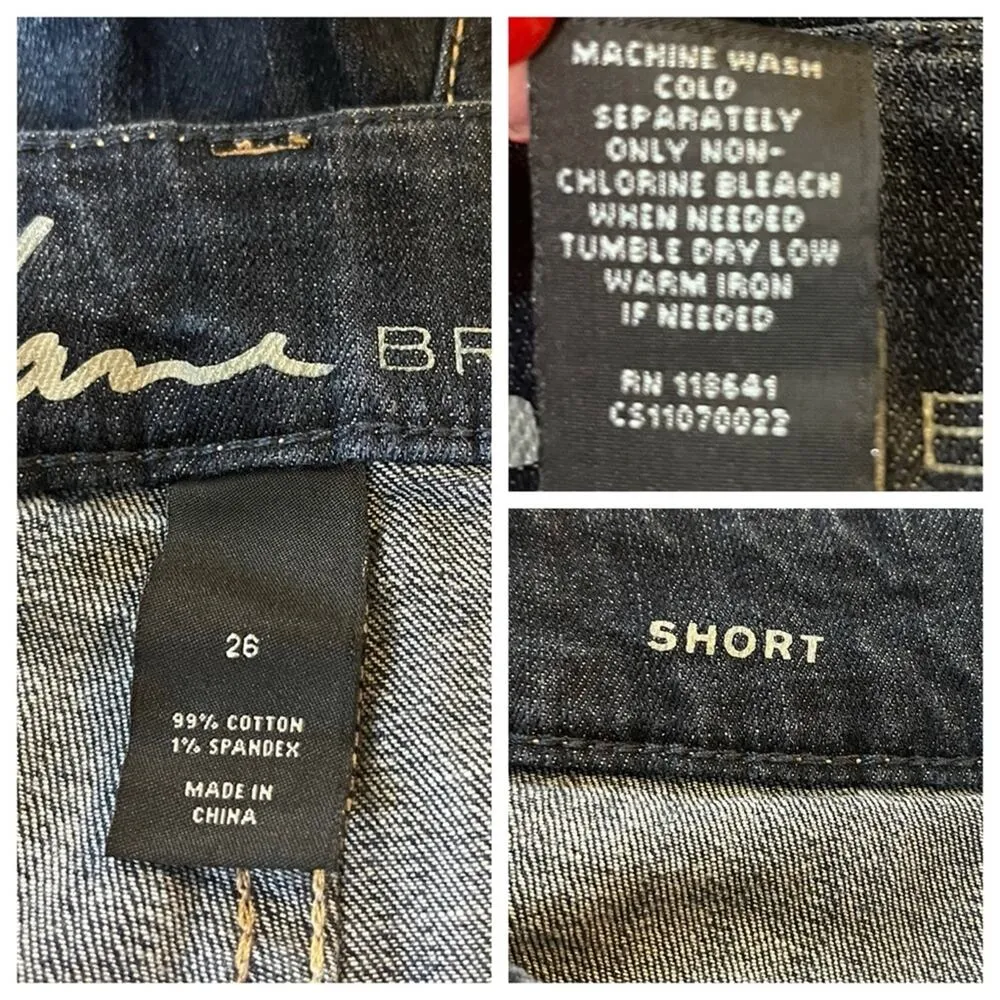 BR
26
99% COTTON
1% SPANDEX
MADE IN
CHINA
MACHINE WASH
COLD
SEPARATELY
ONLY NON-
CHLORINE BLEACH
WHEN NEEDED
TUMBLE DRY LOW
WARM IRON
IF NEEDED
RN 118641
CS11070022
SHORT